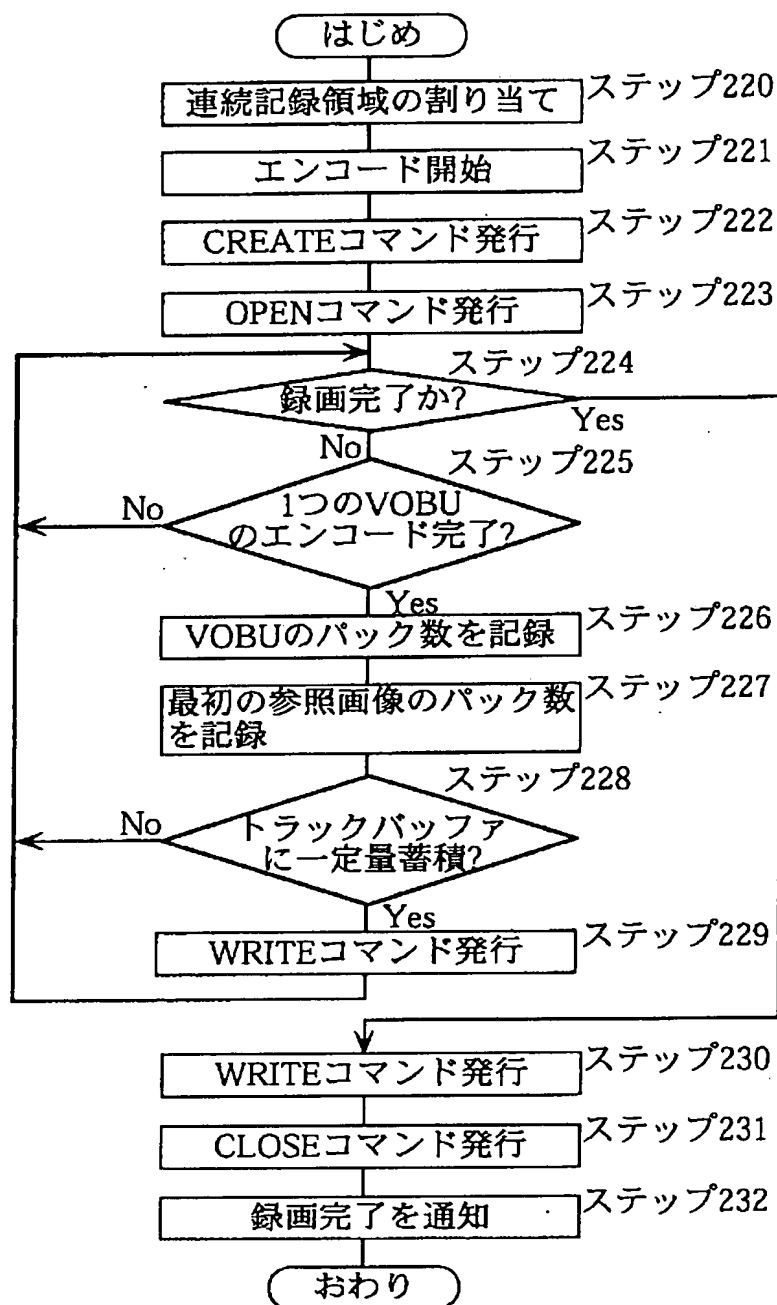 はじめ
ステップ220
連続記録領域の割り当て
ステップ221
エンコード開始
ステップ222
CREATEコマンド発行
ステップ223
OPENコマンド発行
ステップ224
録画完了か?
Yes
No
ステップ225
No
1つのVOBU
のエンコード完了?
Yes
ステップ226
VOBUのパック数を記録
ステップ227
最初の参照画像のパック数
を記録
ステップ228
No
トラックバッファ
に一定量蓄積?
Yes
ステップ229
WRITEコマンド発行
ステップ230
WRITEコマンド発行
ステップ231
CLOSEコマンド発行
ステップ232
録画完了を通知
おわり